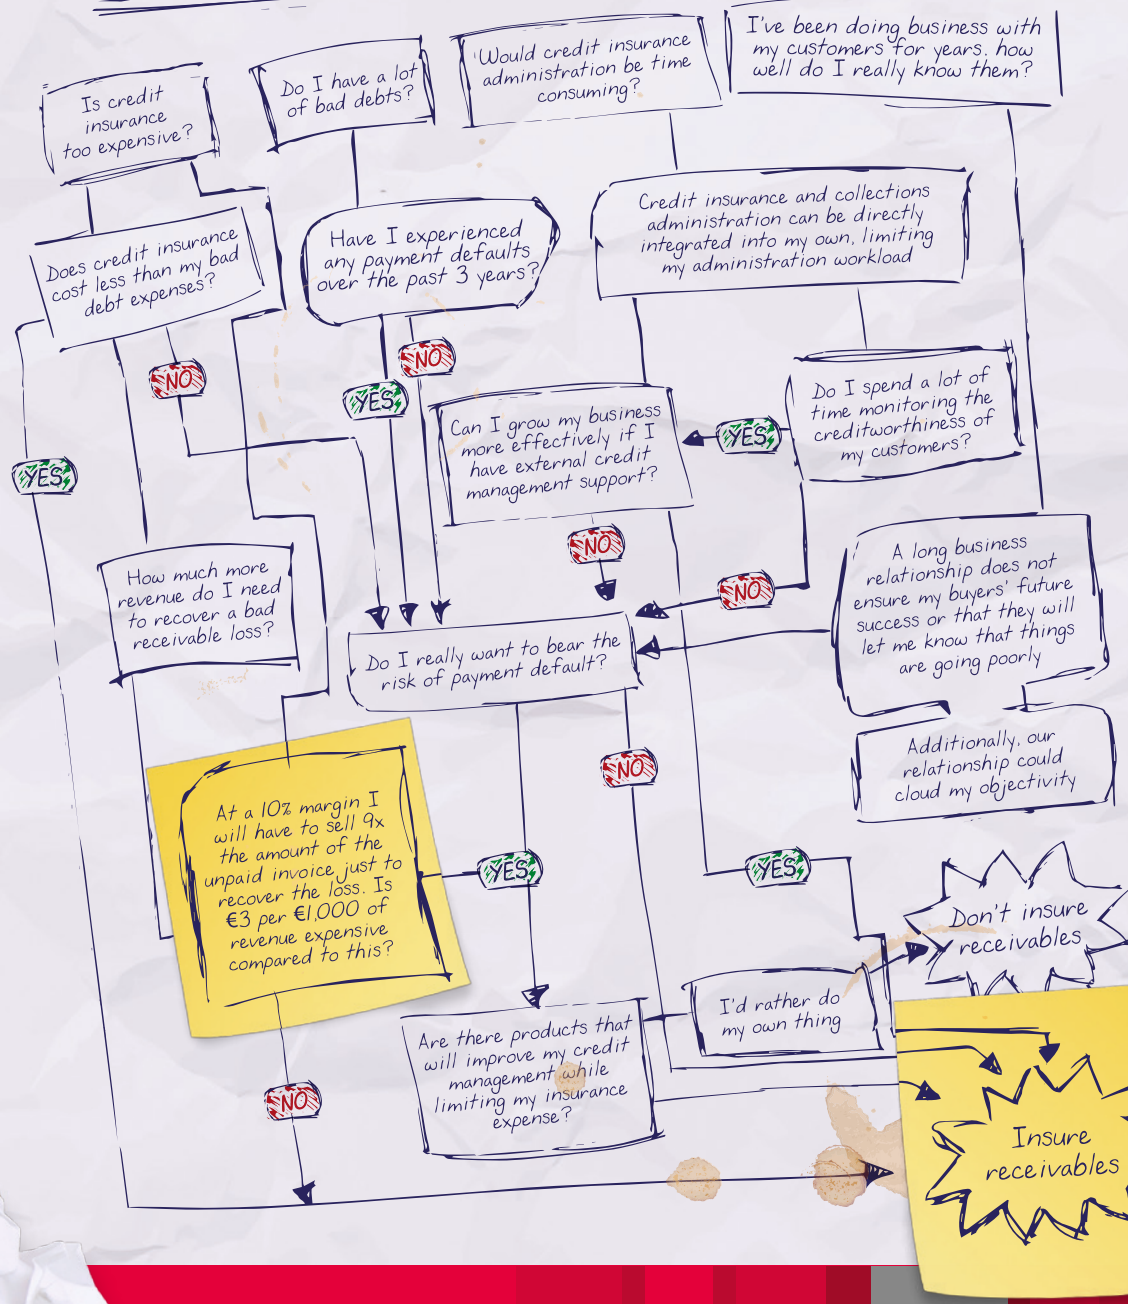 Is credit
insurance
too expensive?
Do I have a lot
of bad debts?
'Would credit insurance
administration be time
consuming?
I've been doing business with
my customers for years, how
well do I really know them?
Does credit insurance
cost less than my bad
debt expenses?
Have I experienced
any payment defaults
over the past 3 years?
Credit insurance and collections
administration can be directly
integrated into my own, limiting
my administration workload
NO
NO
YES
Can I grow my business
more effectively if I
have external credit
management support?
YES
Do I spend a lot of
time monitoring the
creditworthiness of
my customers?
YES
How much more
revenue do I need
to recover a bad
receivable loss?
NO
NO
A long business
relationship does not
ensure my buyers' future
success or that they will
let me know that things
are going poorly
Do I really want to bear the
risk of payment default?
Additionally, our
relationship could
cloud my objectivity
NO
At a 10% margin I
will have to sell 9x
the amount of the
unpaid invoice just to
recover the loss. Is
€3 per €1,000 of
revenue expensive
compared to this?
YES
YES
Don't insure
receivables
I'd rather do
my own thing
Are there products that
will improve my credit
management while
limiting my insurance
expense?
NO
Insure
receivables